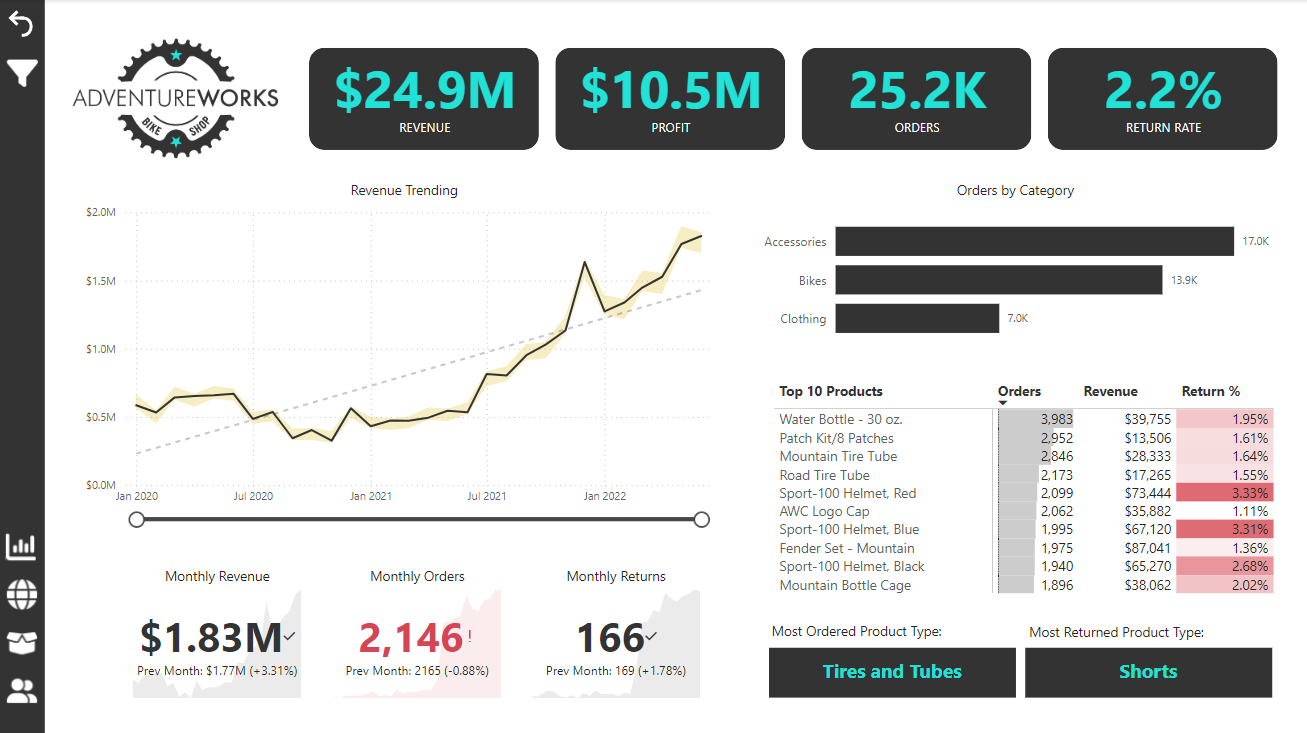 ADVENTUREWORKS
BIKE SHOP
$24.9M
REVENUE
$10.5M
PROFIT
25.2K
ORDERS
2.2%
RETURN RATE
Revenue Trending
$2.0M
$1.5M
$1.0M
$0.5M
$0.0M
Jan 2020 Jul 2020 Jan 2021 Jul 2021 Jan 2022
Orders by Category
Accessories 17.0K
Bikes 13.9K
Clothing 7.0K
Top 10 Products Orders Revenue Return %
Water Bottle - 30 oz. 3,983 $39,755 1.95%
Patch Kit/8 Patches 2,952 $13,506 1.61%
Mountain Tire Tube 2,846 $28,333 1.64%
Road Tire Tube 2,173 $17,265 1.55%
Sport-100 Helmet, Red 2,099 $73,444 3.33%
AWC Logo Cap 2,062 $35,882 1.11%
Sport-100 Helmet, Blue 1,995 $67,120 3.31%
Fender Set - Mountain 1,975 $87,041 1.36%
Sport-100 Helmet, Black 1,940 $65,270 2.68%
Mountain Bottle Cage 1,896 $38,062 2.02%
Monthly Revenue
$1.83M
Prev Month: $1.77M (+3.31%)
Monthly Orders
2,146!
Prev Month: 2165 (-0.88%)
Monthly Returns
166
Prev Month: 169 (+1.78%)
Most Ordered Product Type:
Tires and Tubes
Most Returned Product Type:
Shorts